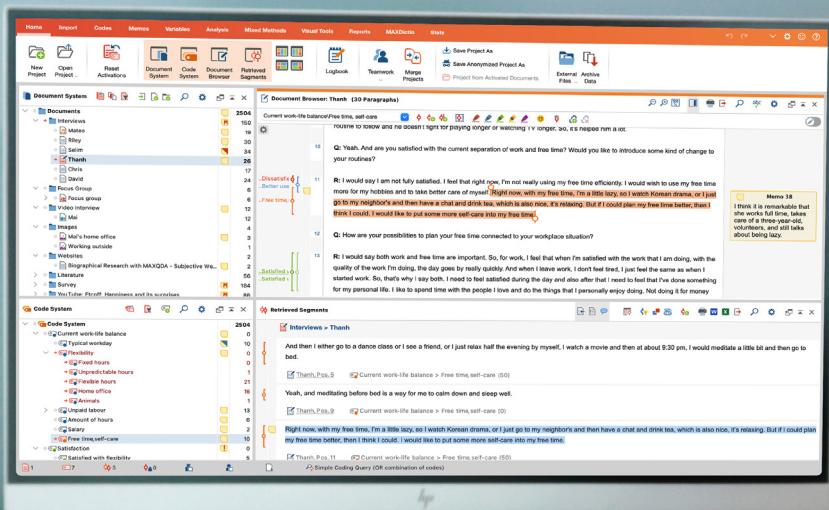 Home Import Codes Memos Variables Analysis Mixed Methods Visual Tools Reports MAXDictio Stats
New Project
Open Project
Reset Activations
Document System
Code System
Document Browser
Retrieved Segments
Logbook
Teamwork
Merge Projects
Save Project As
Save Anonymized Project As
Project from Activated Documents
External Files
Archive Data
Document System
Documents 2504
Interviews 150
Mateo 19
Riley 30
Selim 34
Thanh 26
Chris 17
David 24
Focus Group 6
Focus group 6
Video interview 12
Mai 12
Images 4
Mai's home office 3
Working outside 1
Websites 2
Biographical Research with MAXQDA - Subjective We... 2
Literature 56
Survey 184
YouTube: Etcoff_Happiness and its surprises 86
Document Browser: Thanh (30 Paragraphs)
Current work-life balance\Free time, self-care
routine to follow and he doesn't fight for playing longer or watching TV longer. So, it's helped him a lot.
10 Q: Yeah. And are you satisfied with the current separation of work and free time? Would you like to introduce some kind of change to
your routines?
11 R: I would say I am not fully satisfied. I feel that right now, I'm not really using my free time efficiently. I would wish to use my free time
more for my hobbies and to take better care of myself. Right now, with my free time, I'm a little lazy, so I watch Korean drama, or I just
go to my neighbor's and then have a chat and drink tea, which is also nice, it's relaxing. But if I could plan my free time better, then I
think I could. I would like to put some more self-care into my free time.
..Dissatisfi
..Better use
..Free time,
12 Q: How are your possibilities to plan your free time connected to your workplace situation?
13 R: I would say both work and free time are important. So, for work, I feel that when I'm satisfied with the work that I am doing, with the
quality of the work I'm doing, the day goes by really quickly. And when I leave work, I don't feel tired, I just feel the same as when I
started work. So, that's why I say both. I need to feel satisfied during the day and also after that I need to feel that I've done something
for my personal life. I like to spend time with the people I love and do the things that I personally enjoy doing. Not doing it for money
..Satisfied
Memo 38
I think it is remarkable that
she works full time, takes
care of a three-year-old,
volunteers, and still talks
about being lazy.
Code System
Code System 2504
Current work-life balance 0
Typical workday 10
Flexibility 0
Fixed hours 0
Unpredictable hours 1
Flexible hours 21
Home office 16
Animals 1
Unpaid labour 13
Amount of hours 6
Salary 2
Free time,self-care 10
Satisfaction 0
Satisfied with flexibility 5
Retrieved Segments
Interviews > Thanh
And then I either go to a dance class or I see a friend, or I just relax half the evening by myself, I watch a movie and then at about 9:30 pm, I would meditate a little bit and then go to
bed.
Thanh, Pos. 5 Current work-life balance > Free time,self-care (50)
Yeah, and meditating before bed is a way for me to calm down and sleep well.
Thanh, Pos. 9 Current work-life balance > Free time,self-care (0)
Right now, with my free time, I'm a little lazy, so I watch Korean drama, or I just go to my neighbor's and then have a chat and drink tea, which is also nice, it's relaxing. But if I could plan
my free time better, then I think I could. I would like to put some more self-care into my free time.
Thanh, Pos. 11 Current work-life balance > Free time,self-care (50)
1 7 3 0
Simple Coding Query (OR combination of codes)
hp